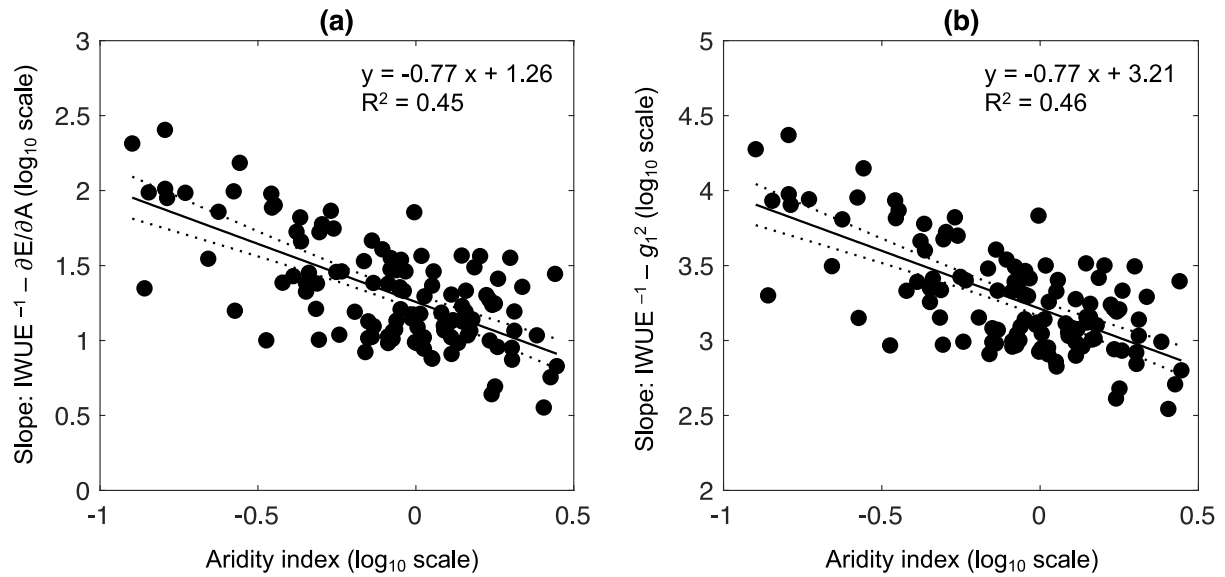 (a)
y = -0.77 x + 1.26
R² = 0.45
Slope: IWUE ⁻¹ − ∂E/∂A (log₁₀ scale)
3
2.5
2
1.5
1
0.5
0
-1
-0.5
0
0.5
Aridity index (log₁₀ scale)
(b)
y = -0.77 x + 3.21
R² = 0.46
Slope: IWUE ⁻¹ − g₁² (log₁₀ scale)
5
4.5
4
3.5
3
2.5
2
-1
-0.5
0
0.5
Aridity index (log₁₀ scale)